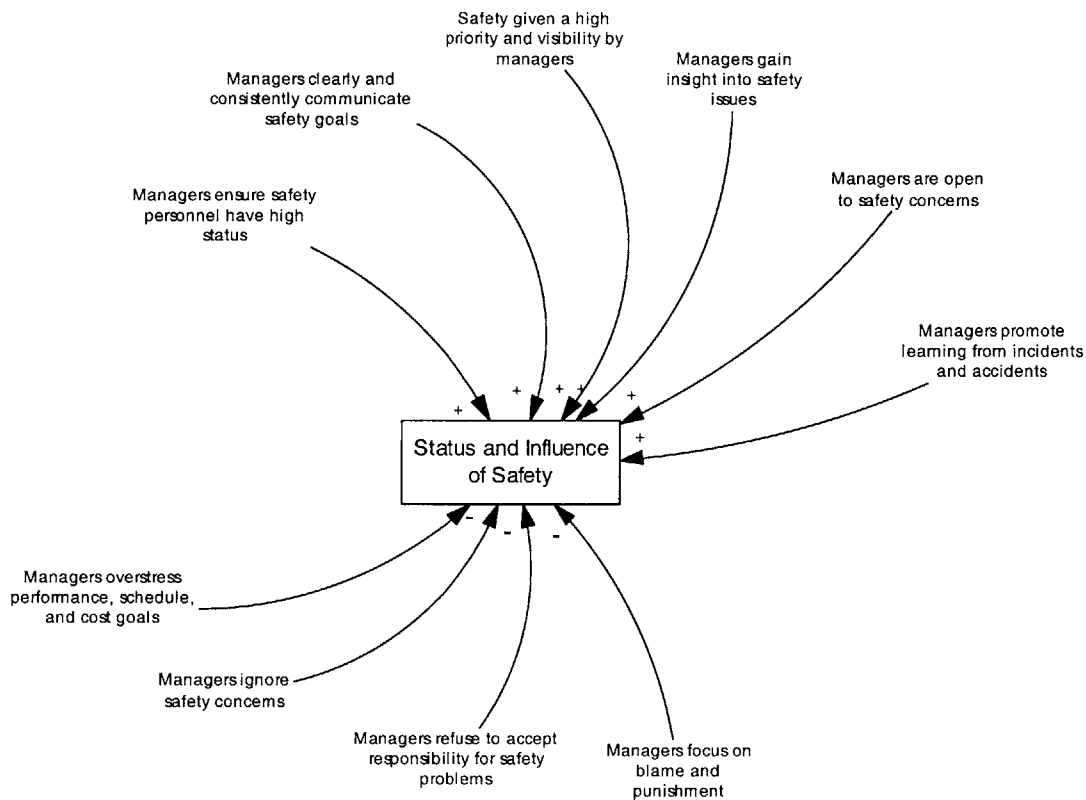 Safety given a high
priority and visibility by
managers
Managers gain
insight into safety
issues
Managers clearly and
consistently communicate
safety goals
Managers are open
to safety concerns
Managers ensure safety
personnel have high
status
Managers promote
learning from incidents
and accidents
+
+
+
+
+
+
Status and Influence
of Safety
-
-
-
Managers overstress
performance, schedule,
and cost goals
Managers ignore
safety concerns
Managers refuse to accept
responsibility for safety
problems
Managers focus on
blame and
punishment